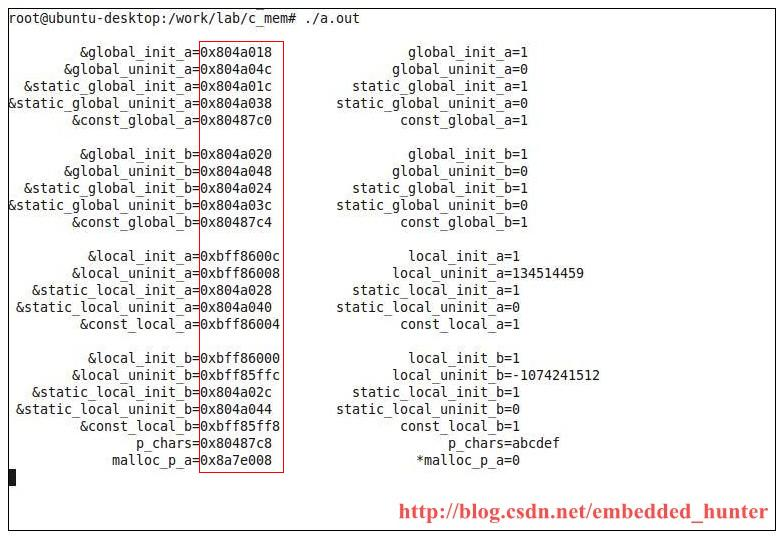 root@ubuntu-desktop:/work/lab/c_mem# ./a.out
&global_init_a=0x804a018 global_init_a=1
&global_uninit_a=0x804a04c global_uninit_a=0
&static_global_init_a=0x804a01c static_global_init_a=1
&static_global_uninit_a=0x804a038 static_global_uninit_a=0
&const_global_a=0x80487c0 const_global_a=1
&global_init_b=0x804a020 global_init_b=1
&global_uninit_b=0x804a048 global_uninit_b=0
&static_global_init_b=0x804a024 static_global_init_b=1
&static_global_uninit_b=0x804a03c static_global_uninit_b=0
&const_global_b=0x80487c4 const_global_b=1
&local_init_a=0xbff8600c local_init_a=1
&local_uninit_a=0xbff86008 local_uninit_a=134514459
&static_local_init_a=0x804a028 static_local_init_a=1
&static_local_uninit_a=0x804a040 static_local_uninit_a=0
&const_local_a=0xbff86004 const_local_a=1
&local_init_b=0xbff86000 local_init_b=1
&local_uninit_b=0xbff85ffc local_uninit_b=-1074241512
&static_local_init_b=0x804a02c static_local_init_b=1
&static_local_uninit_b=0x804a044 static_local_uninit_b=0
&const_local_b=0xbff85ff8 const_local_b=1
p_chars=0x80487c8 p_chars=abcdef
malloc_p_a=0x8a7e008 *malloc_p_a=0
http://blog.csdn.net/embedded_hunter